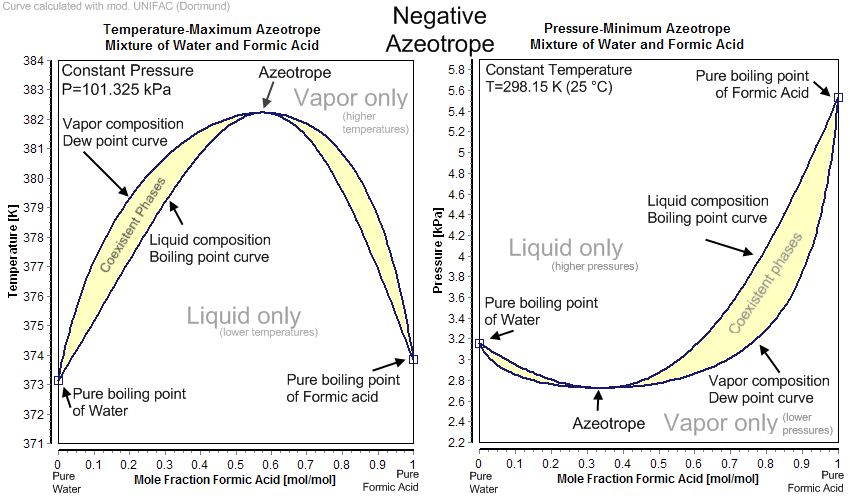 Curve calculated with mod. UNIFAC (Dortmund)
Negative
Azeotrope
Temperature-Maximum Azeotrope
Mixture of Water and Formic Acid
Constant Pressure
P=101.325 kPa
Azeotrope
Vapor only
(higher
temperatures)
Vapor composition
Dew point curve
Coexistent Phases
Liquid composition
Boiling point curve
Liquid only
(lower temperatures)
Pure boiling point
of Water
Pure boiling point
of Formic acid
Temperature [K]
384
383
382
381
380
379
378
377
376
375
374
373
372
371
0
0.1
0.2
0.3
0.4
0.5
0.6
0.7
0.8
0.9
1
Pure
Water
Mole Fraction Formic Acid [mol/mol]
Pure
Formic Acid
Pressure-Minimum Azeotrope
Mixture of Water and Formic Acid
Constant Temperature
T=298.15 K (25 °C)
Pure boiling point
of Formic Acid
Liquid composition
Boiling point curve
Liquid only
(higher pressures)
Coexistent phases
Pure boiling point
of Water
Vapor composition
Dew point curve
Azeotrope
Vapor only (lower
pressures)
Pressure [kPa]
5.8
5.6
5.4
5.2
5
4.8
4.6
4.4
4.2
4
3.8
3.6
3.4
3.2
3
2.8
2.6
2.4
2.2
0
0.1
0.2
0.3
0.4
0.5
0.6
0.7
0.8
0.9
1
Pure
Water
Mole Fraction Formic Acid [mol/mol]
Pure
Formic Acid